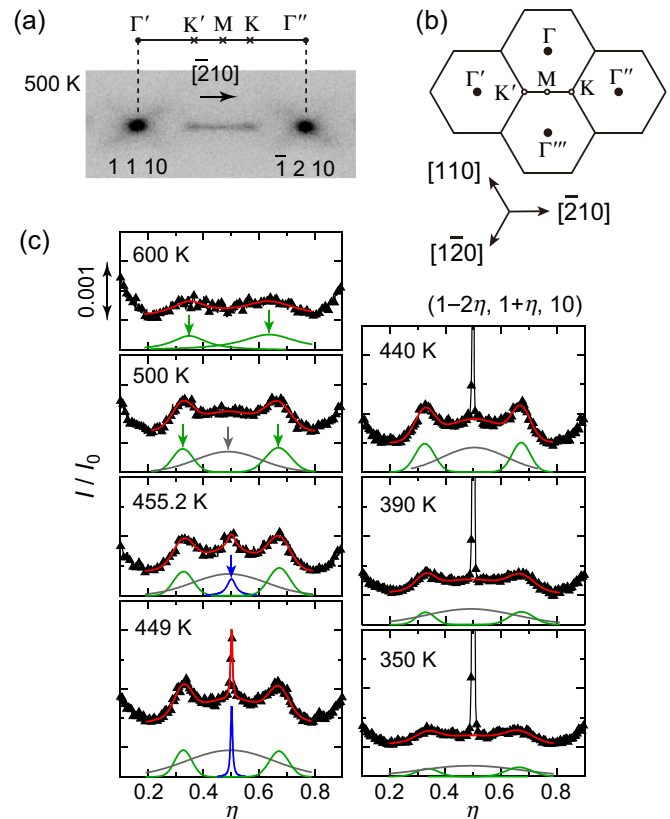 (a)
Γ′ K′ M K Γ″
[2̅10]
500 K
1 1 10
1̅ 2 10
(b)
Γ
Γ′ M Γ″
K′ K
Γ‴
[110]
[2̅10]
[12̅0]
(c)
(1−2η, 1+η, 10)
I / I0
0.001
600 K
500 K
455.2 K
449 K
0.2 0.4 0.6 0.8
η
440 K
390 K
350 K
0.2 0.4 0.6 0.8
η